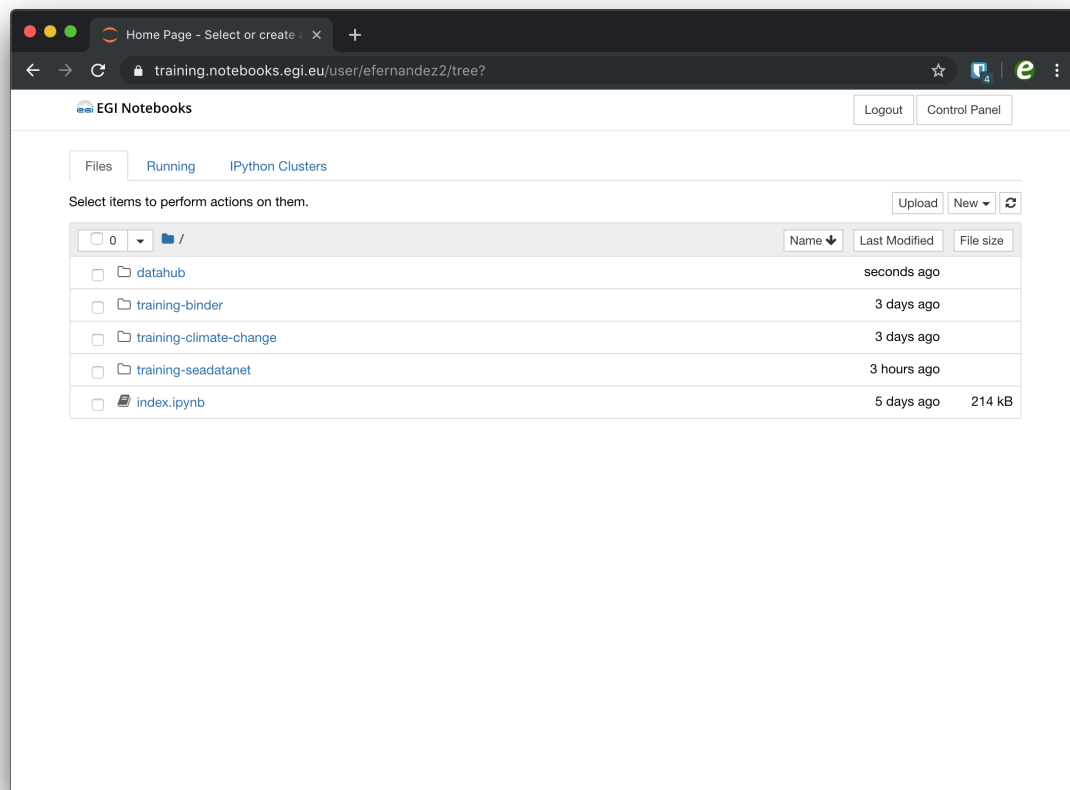 Home Page - Select or create a
training.notebooks.egi.eu/user/efernandez2/tree?
4
e
egi EGI Notebooks
Logout
Control Panel
Files
Running
IPython Clusters
Select items to perform actions on them.
Upload
New
0
/
Name
Last Modified
File size
datahub
seconds ago
training-binder
3 days ago
training-climate-change
3 days ago
training-seadatanet
3 hours ago
index.ipynb
5 days ago
214 kB